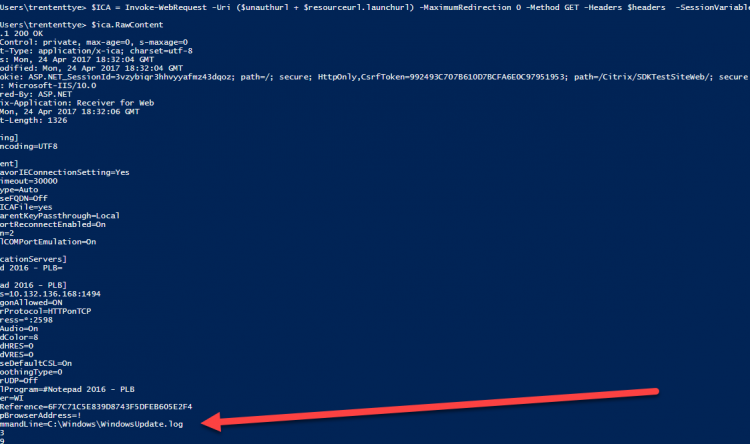 Users\trententtye> $ICA = Invoke-WebRequest -Uri ($unauthurl + $resourceurl.launchurl) -MaximumRedirection 0 -Method GET -Headers $headers -SessionVariable
Users\trententtye> $ica.RawContent
.1 200 OK
Control: private, max-age=0, s-maxage=0
t-Type: application/x-ica; charset=utf-8
s: Mon, 24 Apr 2017 18:32:04 GMT
odified: Mon, 24 Apr 2017 18:32:04 GMT
ookie: ASP.NET_SessionId=3vzybiqr3hhvyyafmz43dqoz; path=/; secure; HttpOnly,CsrfToken=992493C707B610D7BCFA6E0C97951953; path=/Citrix/SDKTestSiteWeb/; secure
: Microsoft-IIS/10.0
red-By: ASP.NET
ix-Application: Receiver for Web
Mon, 24 Apr 2017 18:32:06 GMT
t-Length: 1326
ing]
ncoding=UTF8
ent]
avorIEConnectionSetting=Yes
imeout=30000
ype=Auto
seFQDN=Off
ICAFile=yes
arentKeyPassthrough=Local
ortReconnectEnabled=On
n=2
lCOMPortEmulation=On
cationServers]
d 2016 - PLB=
ad 2016 - PLB]
s=10.132.136.168:1494
gonAllowed=ON
rProtocol=HTTPonTCP
ress=*:2598
Audio=On
dColor=8
dHRES=0
dVRES=0
seDefaultCSL=On
oothingType=0
rUDP=Off
lProgram=#Notepad 2016 - PLB
er=WI
Reference=6F7C71C5E839D8743F5DFEB605E2F4
pBrowserAddress=!
mmandLine=C:\Windows\WindowsUpdate.log
3
9